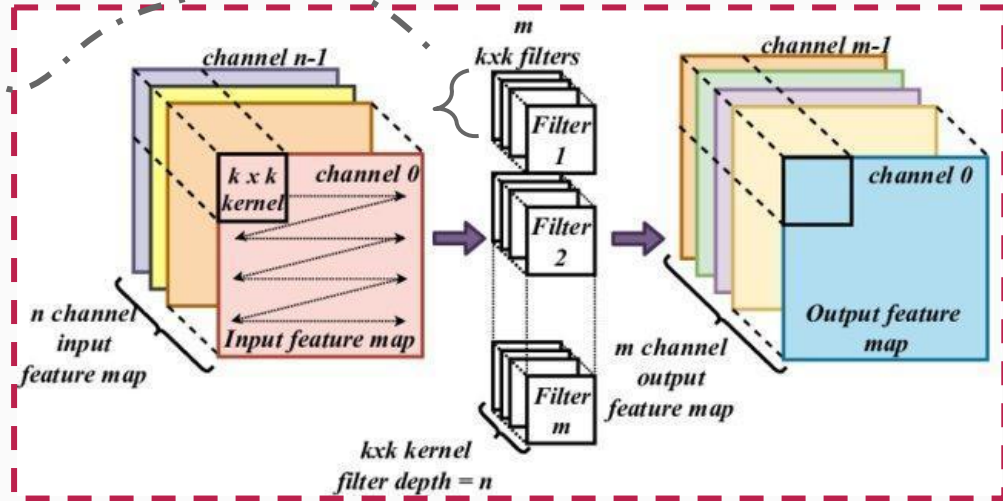 channel n-1
k x k
kernel
channel 0
Input feature map
n channel
input
feature map
m
kxk filters
Filter
1
Filter
2
Filter
m
kxk kernel
filter depth = n
channel m-1
channel 0
Output feature
map
m channel
output
feature map